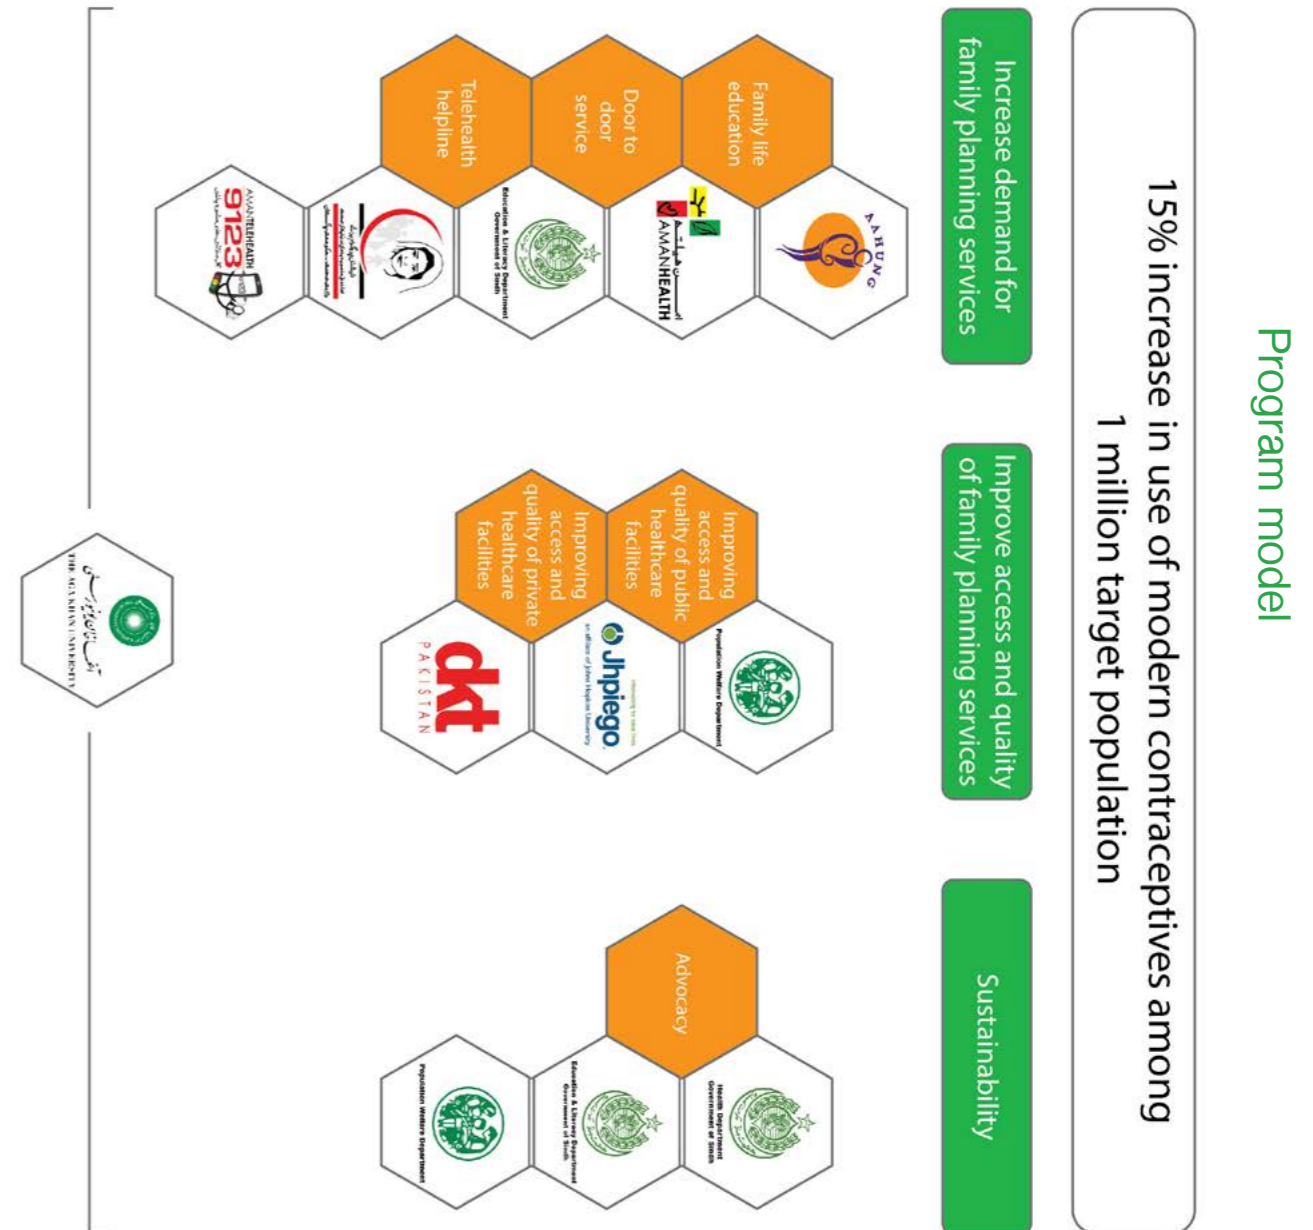 Program model
15% increase in use of modern contraceptives among
1 million target population
Increase demand for
family planning services
Family life
education
Door to
door
service
Telehealth
helpline
AAHUNG
AMANHEALTH
Education & Literacy Department
Government of Sindh
AMANTELEHEALTH
9123
Improve access and quality
of family planning services
Improving
access and
quality of public
healthcare
facilities
Improving
access and
quality of private
healthcare
facilities
Population Welfare Department
innovating to save lives
Jhpiego
an affiliate of Johns Hopkins University
dkt
PAKISTAN
Sustainability
Advocacy
Health Department
Government of Sindh
Education & Literacy Department
Government of Sindh
Population Welfare Department
THE AGA KHAN UNIVERSITY